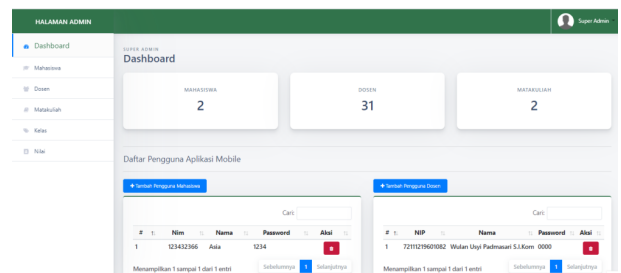 HALAMAN ADMIN
Super Admin
Dashboard
Mahasiswa
Dosen
Matakuliah
Kelas
Nilai
SUPER ADMIN
Dashboard
MAHASISWA
2
DOSEN
31
MATAKULIAH
2
Daftar Pengguna Aplikasi Mobile
+ Tambah Pengguna Mahasiswa
Cari:
# Nim Nama Password Aksi
1 123432366 Asia 1234
Menampilkan 1 sampai 1 dari 1 entri
Sebelumnya 1 Selanjutnya
+ Tambah Pengguna Dosen
Cari:
# NIP Nama Password Aksi
1 72111219601082 Wulan Usyi Padmasari S.I.Kom 0000
Menampilkan 1 sampai 1 dari 1 entri
Sebelumnya 1 Selanjutnya